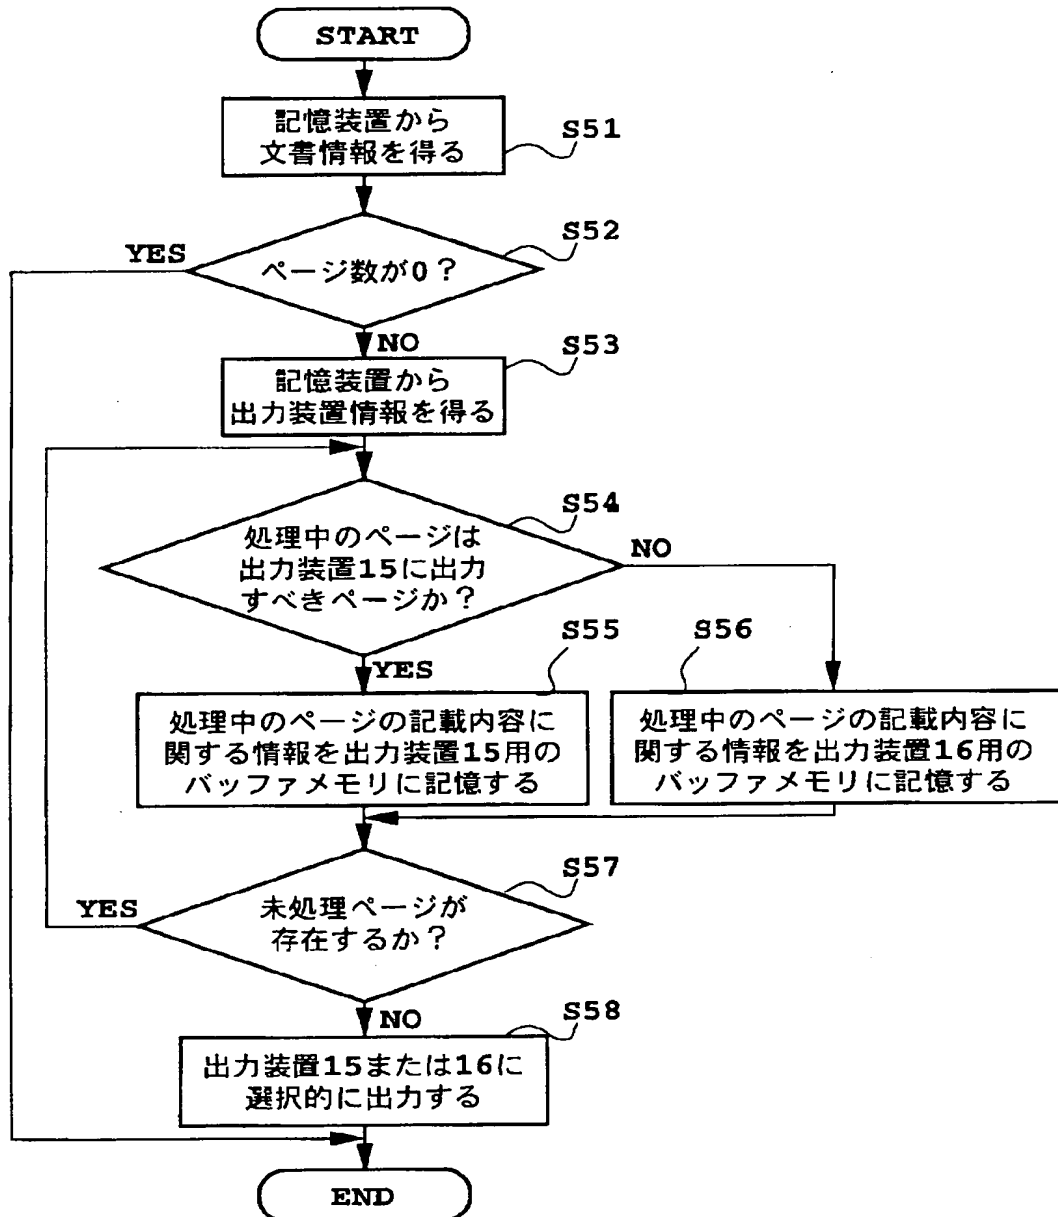 START
記憶装置から
文書情報を得る
S51
ページ数が0？
S52
YES
NO
記憶装置から
出力装置情報を得る
S53
処理中のページは
出力装置15に出力
すべきページか？
S54
NO
YES
S55
処理中のページの記載内容に
関する情報を出力装置15用の
バッファメモリに記憶する
S56
処理中のページの記載内容に
関する情報を出力装置16用の
バッファメモリに記憶する
未処理ページが
存在するか？
S57
YES
NO
S58
出力装置15または16に
選択的に出力する
END